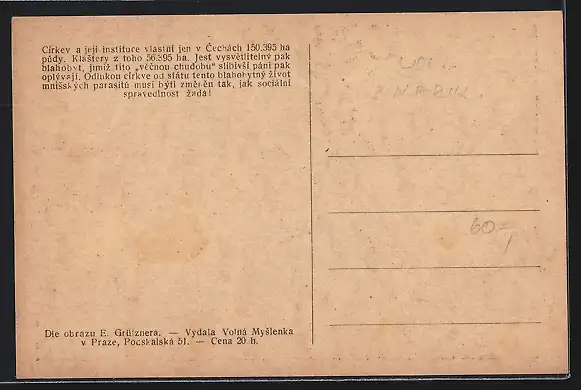 Církev a její instituce vlastní jen v Čechách 150.395 ha
půdy. Kláštery z toho 56.395 ha. Jest vysvětlitelný pak
blahobyt, jímž tito „věčnou chudobu“ slíbivší páni pak
oplývají. Odlukou církve od státu tento blahobytný život
mnišských parasitů musí býti změněn tak, jak sociální
spravedlnost žádá!
60-
Dle obrazu E. Grütznera. — Vydala Volná Myšlenka
v Praze, Pocskalská 51. — Cena 20 h.